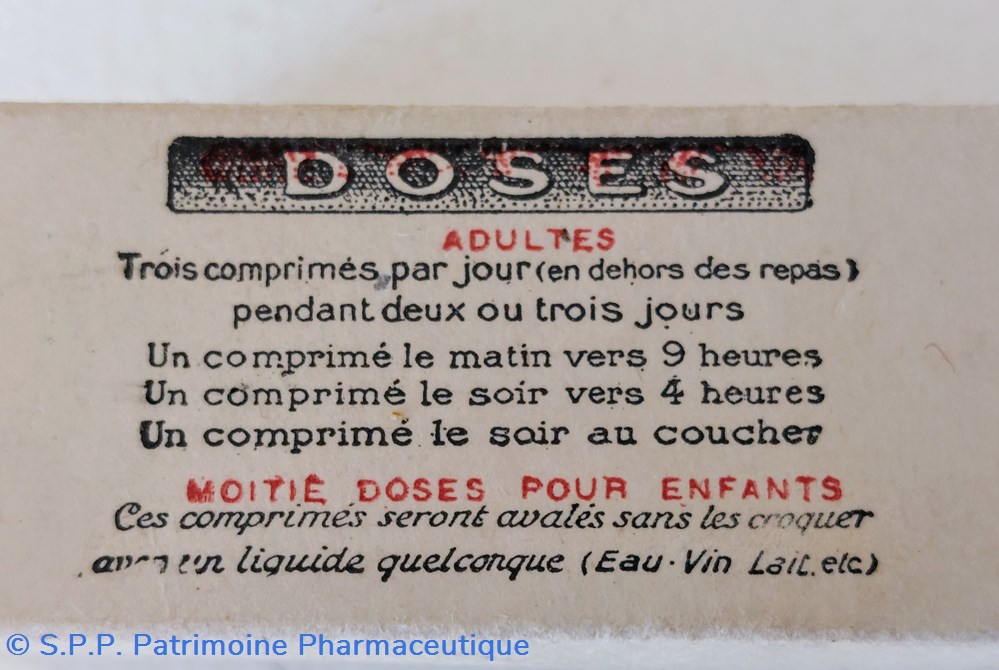 DOSES
ADULTES
Trois comprimés par jour (en dehors des repas)
pendant deux ou trois jours
Un comprimé le matin vers 9 heures
Un comprimé le soir vers 4 heures
Un comprimé le soir au coucher
MOITIÉ DOSES POUR ENFANTS
Ces comprimés seront avalés sans les croquer
avec un liquide quelconque (Eau. Vin Lait. etc)
© S.P.P. Patrimoine Pharmaceutique